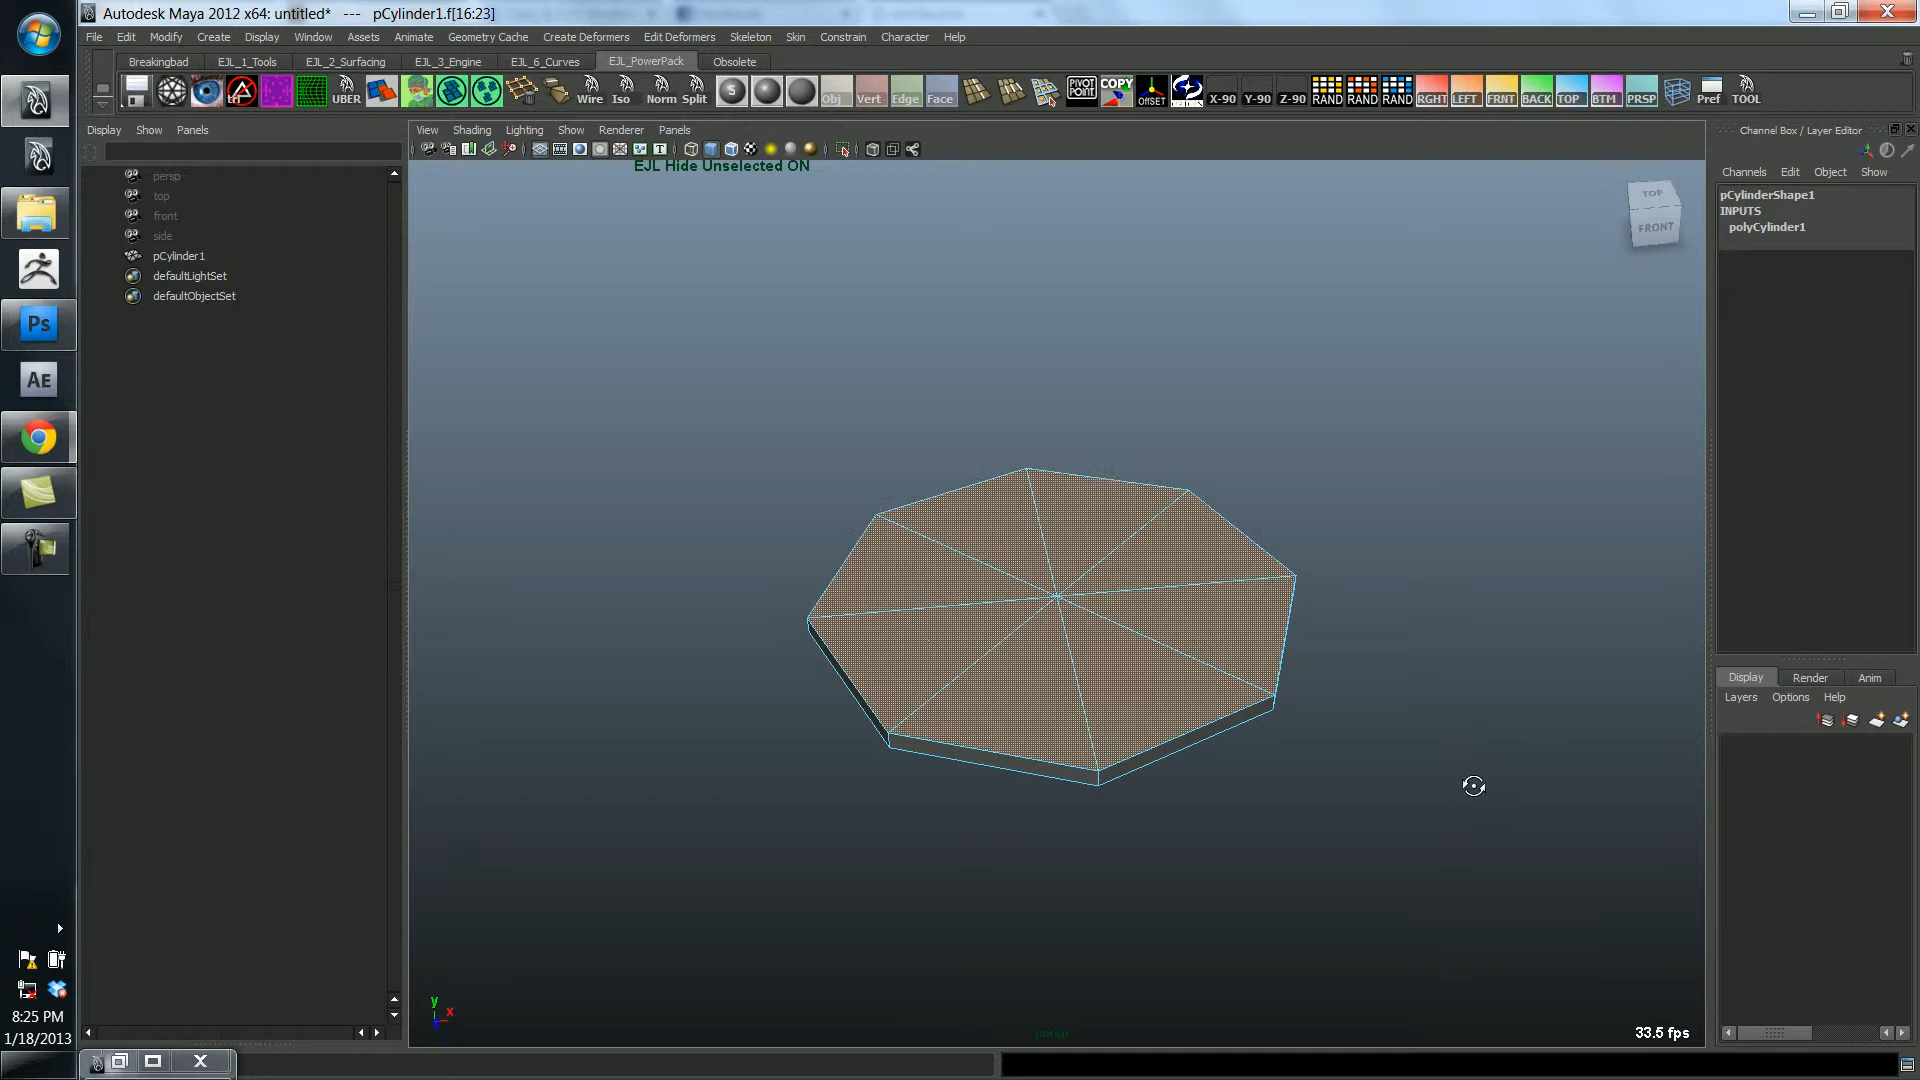 Autodesk Maya 2012 x64: untitled*   ---   pCylinder1.f[16:23]
File Edit Modify Create Display Window Assets Animate Geometry Cache Create Deformers Edit Deformers Skeleton Skin Constrain Character Help
Breakingbad EJL_1_Tools EJL_2_Surfacing EJL_3_Engine EJL_6_Curves EJL_PowerPack Obsolete
tri UBER Wire Iso Norm Split S Obj Vert Edge Face PIVOT POINT COPY OFFSET X-90 Y-90 Z-90 RAND RAND RAND RGHT LEFT FRNT BACK TOP BTM PRSP Pref TOOL
Display Show Panels
View Shading Lighting Show Renderer Panels
Channel Box / Layer Editor
EJL Hide Unselected ON
Channels Edit Object Show
persp
top
front
side
pCylinder1
defaultLightSet
defaultObjectSet
TOP
FRONT
pCylinderShape1
INPUTS
polyCylinder1
Ps
AE
Display Render Anim
Layers Options Help
y
x
persp
33.5 fps
8:25 PM
1/18/2013